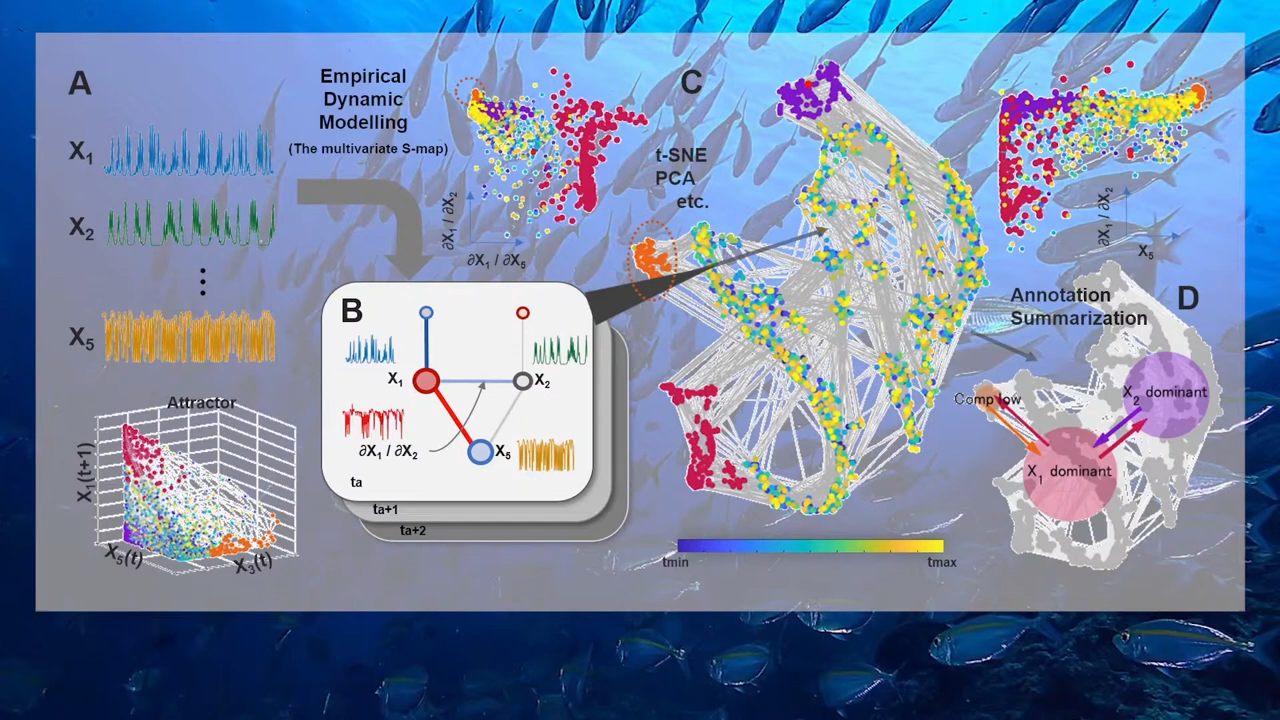 A
X1
X2
⋮
X5
Attractor
X1(t+1)
X5(t)
X3(t)
Empirical
Dynamic
Modelling
(The multivariate S-map)
∂X1 / ∂X2
∂X1 / ∂X5
B
X1
X2
∂X1 / ∂X2
X5
ta
ta+1
ta+2
C
t-SNE
PCA
etc.
tmin
tmax
∂X1 / ∂X2
X5
Annotation
Summarization
D
Comp low
X2 dominant
X1 dominant